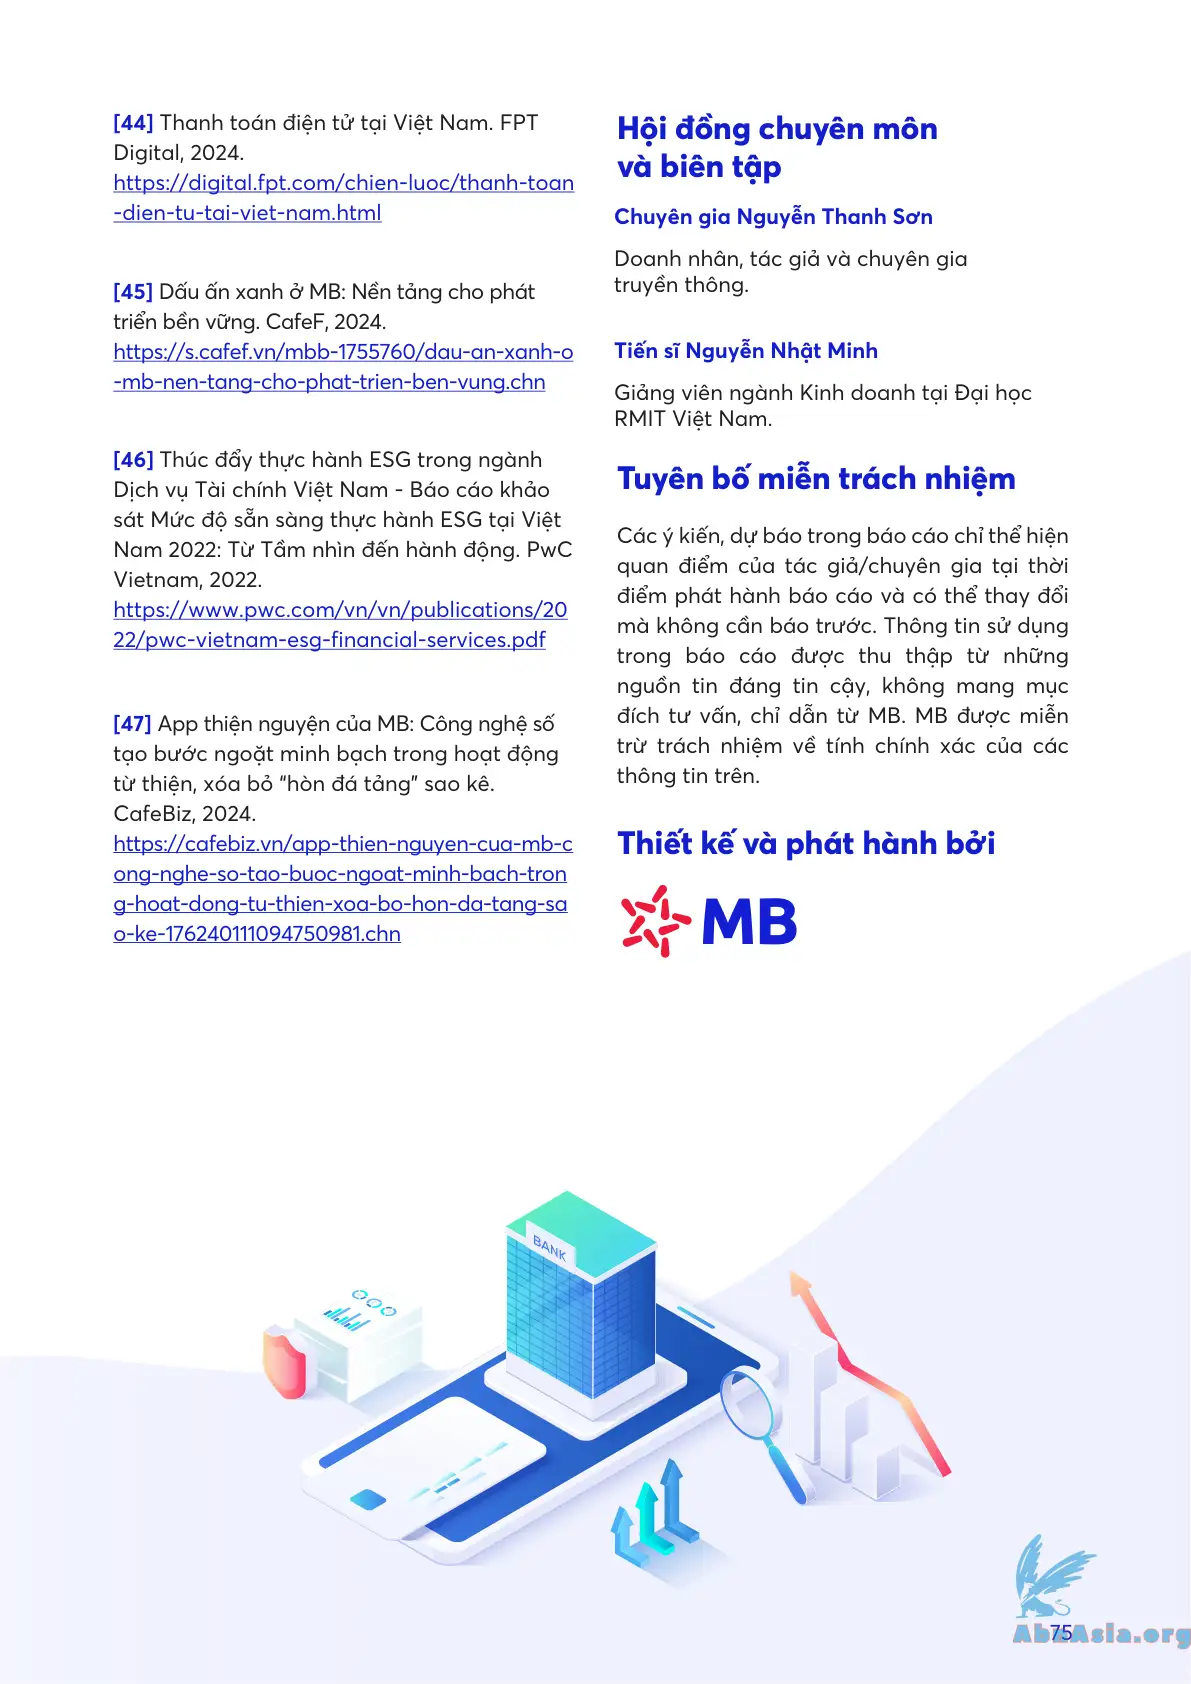 [44] Thanh toán điện tử tại Việt Nam. FPT
Digital, 2024.
https://digital.fpt.com/chien-luoc/thanh-toan
-dien-tu-tai-viet-nam.html
[45] Dấu ấn xanh ở MB: Nền tảng cho phát
triển bền vững. CafeF, 2024.
https://s.cafef.vn/mbb-1755760/dau-an-xanh-o
-mb-nen-tang-cho-phat-trien-ben-vung.chn
[46] Thúc đẩy thực hành ESG trong ngành
Dịch vụ Tài chính Việt Nam - Báo cáo khảo
sát Mức độ sẵn sàng thực hành ESG tại Việt
Nam 2022: Từ Tầm nhìn đến hành động. PwC
Vietnam, 2022.
https://www.pwc.com/vn/vn/publications/20
22/pwc-vietnam-esg-financial-services.pdf
[47] App thiện nguyện của MB: Công nghệ số
tạo bước ngoặt minh bạch trong hoạt động
từ thiện, xóa bỏ “hòn đá tảng” sao kê.
CafeBiz, 2024.
https://cafebiz.vn/app-thien-nguyen-cua-mb-c
ong-nghe-so-tao-buoc-ngoat-minh-bach-tron
g-hoat-dong-tu-thien-xoa-bo-hon-da-tang-sa
o-ke-176240111094750981.chn
Hội đồng chuyên môn
và biên tập
Chuyên gia Nguyễn Thanh Sơn
Doanh nhân, tác giả và chuyên gia
truyền thông.
Tiến sĩ Nguyễn Nhật Minh
Giảng viên ngành Kinh doanh tại Đại học
RMIT Việt Nam.
Tuyên bố miễn trách nhiệm
Các ý kiến, dự báo trong báo cáo chỉ thể hiện
quan điểm của tác giả/chuyên gia tại thời
điểm phát hành báo cáo và có thể thay đổi
mà không cần báo trước. Thông tin sử dụng
trong báo cáo được thu thập từ những
nguồn tin đáng tin cậy, không mang mục
đích tư vấn, chỉ dẫn từ MB. MB được miễn
trừ trách nhiệm về tính chính xác của các
thông tin trên.
Thiết kế và phát hành bởi
MB
BANK
AbzAsia.org
75